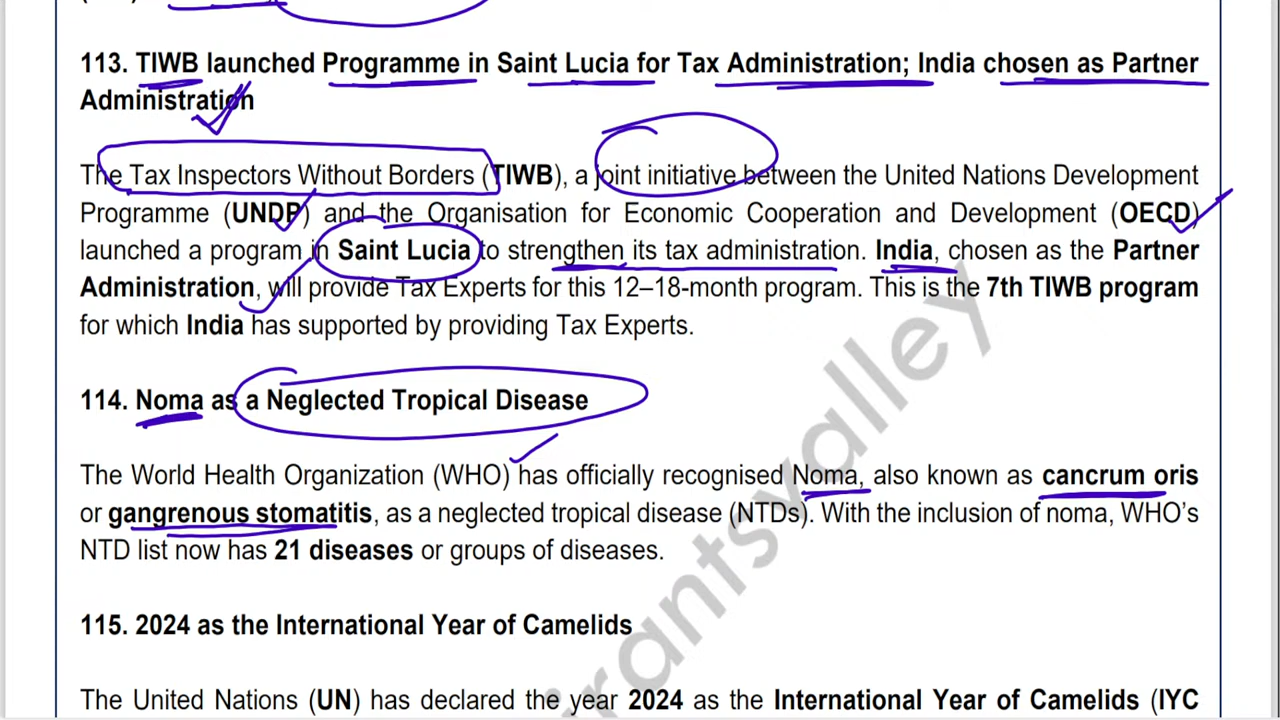 113. TIWB launched Programme in Saint Lucia for Tax Administration; India chosen as Partner
Administration
The Tax Inspectors Without Borders (TIWB), a joint initiative between the United Nations Development
Programme (UNDP) and the Organisation for Economic Cooperation and Development (OECD)
launched a program in Saint Lucia to strengthen its tax administration. India, chosen as the Partner
Administration, will provide Tax Experts for this 12–18-month program. This is the 7th TIWB program
for which India has supported by providing Tax Experts.
114. Noma as a Neglected Tropical Disease
The World Health Organization (WHO) has officially recognised Noma, also known as cancrum oris
or gangrenous stomatitis, as a neglected tropical disease (NTDs). With the inclusion of noma, WHO's
NTD list now has 21 diseases or groups of diseases.
115. 2024 as the International Year of Camelids
The United Nations (UN) has declared the year 2024 as the International Year of Camelids (IYC
irantsvalley